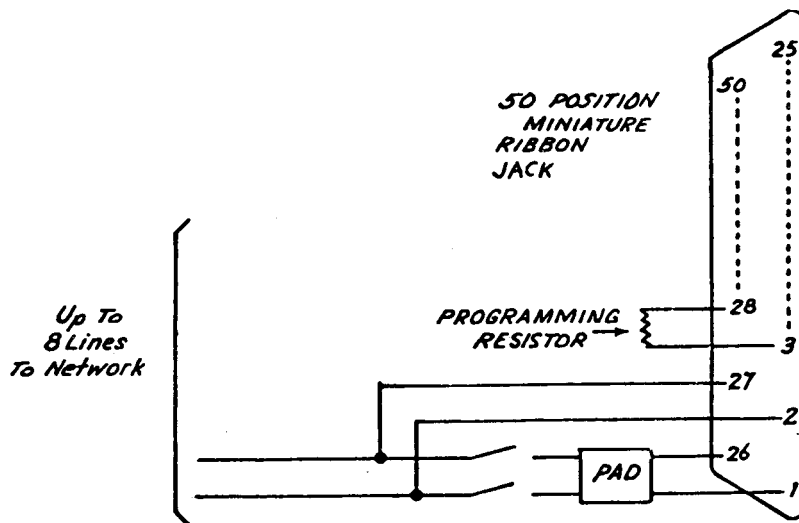 25
50
50 POSITION
MINIATURE
RIBBON
JACK
Up To
8 Lines
To Network
PROGRAMMING
RESISTOR
28
3
27
2
26
PAD
1